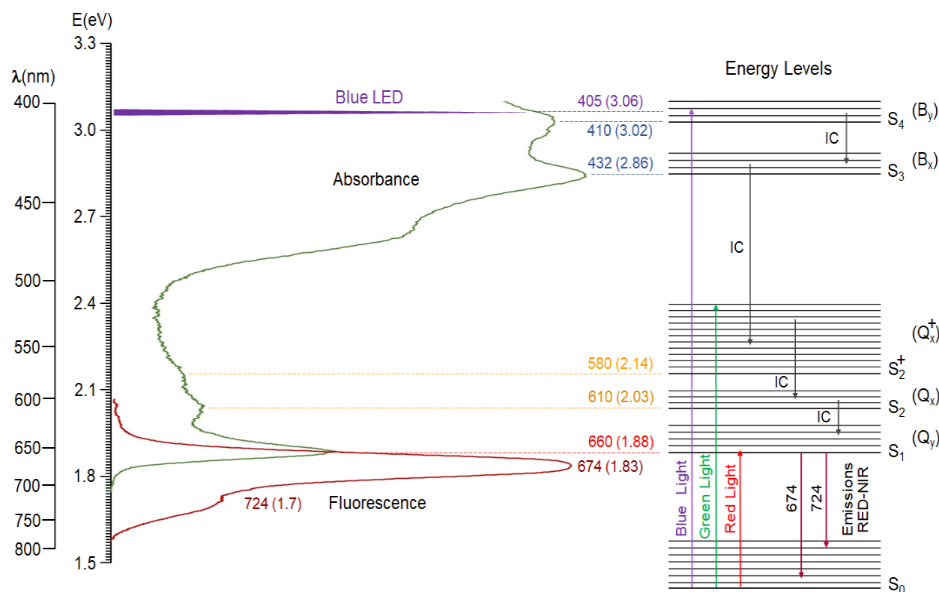 E(eV)
λ(nm)
3.3
3.0
2.7
2.4
2.1
1.8
1.5
400
450
500
550
600
650
700
750
800
Blue LED
Absorbance
Fluorescence
405 (3.06)
410 (3.02)
432 (2.86)
580 (2.14)
610 (2.03)
660 (1.88)
674 (1.83)
724 (1.7)
Energy Levels
S4 (By)
IC
S3 (Bx)
IC
(Qx+)
S2+
IC
(Qx)
S2
IC
(Qy)
S1
Blue Light
Green Light
Red Light
674
724
Emissions
RED-NIR
S0